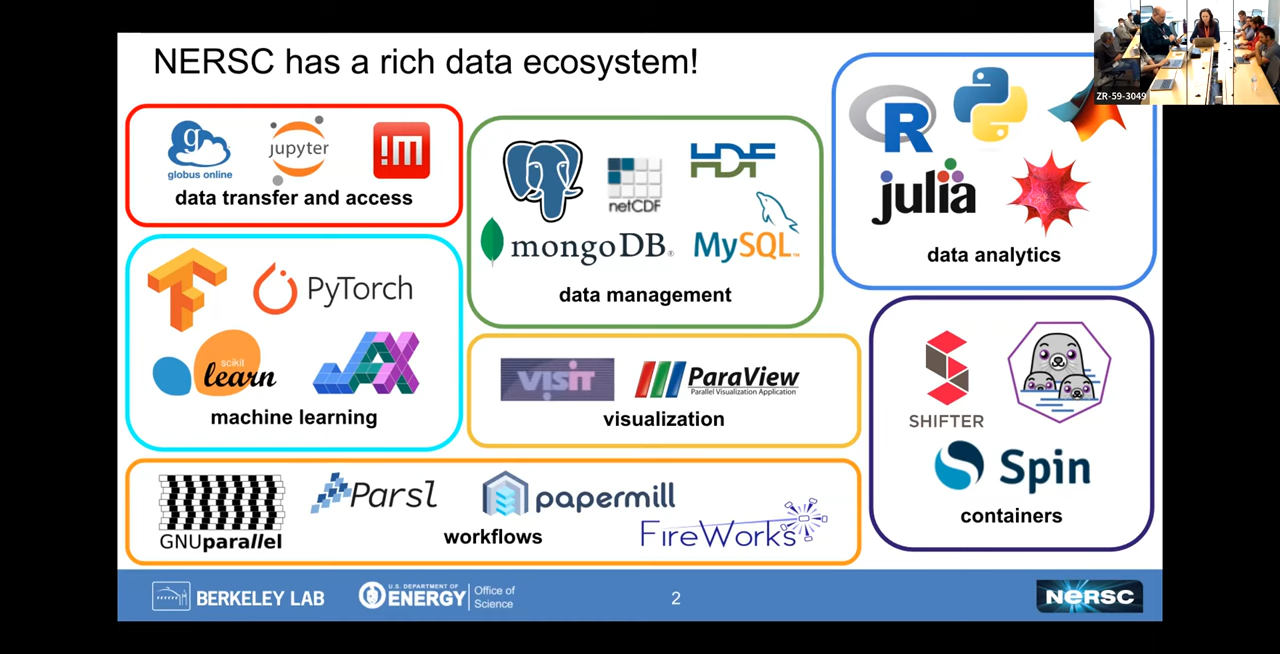 NERSC has a rich data ecosystem!
ZR-59-3049
g
globus online
jupyter
!M
data transfer and access
netCDF
HDF
mongoDB®
MySQL™
data management
R
julia
data analytics
PyTorch
scikit
learn
JAX
machine learning
VisIt
ParaView
Parallel Visualization Application
visualization
SHIFTER
Spin
containers
GNUparallel
Parsl
papermill
FireWorks
workflows
BERKELEY LAB
U.S. DEPARTMENT OF
ENERGY
Office of
Science
2
NERSC